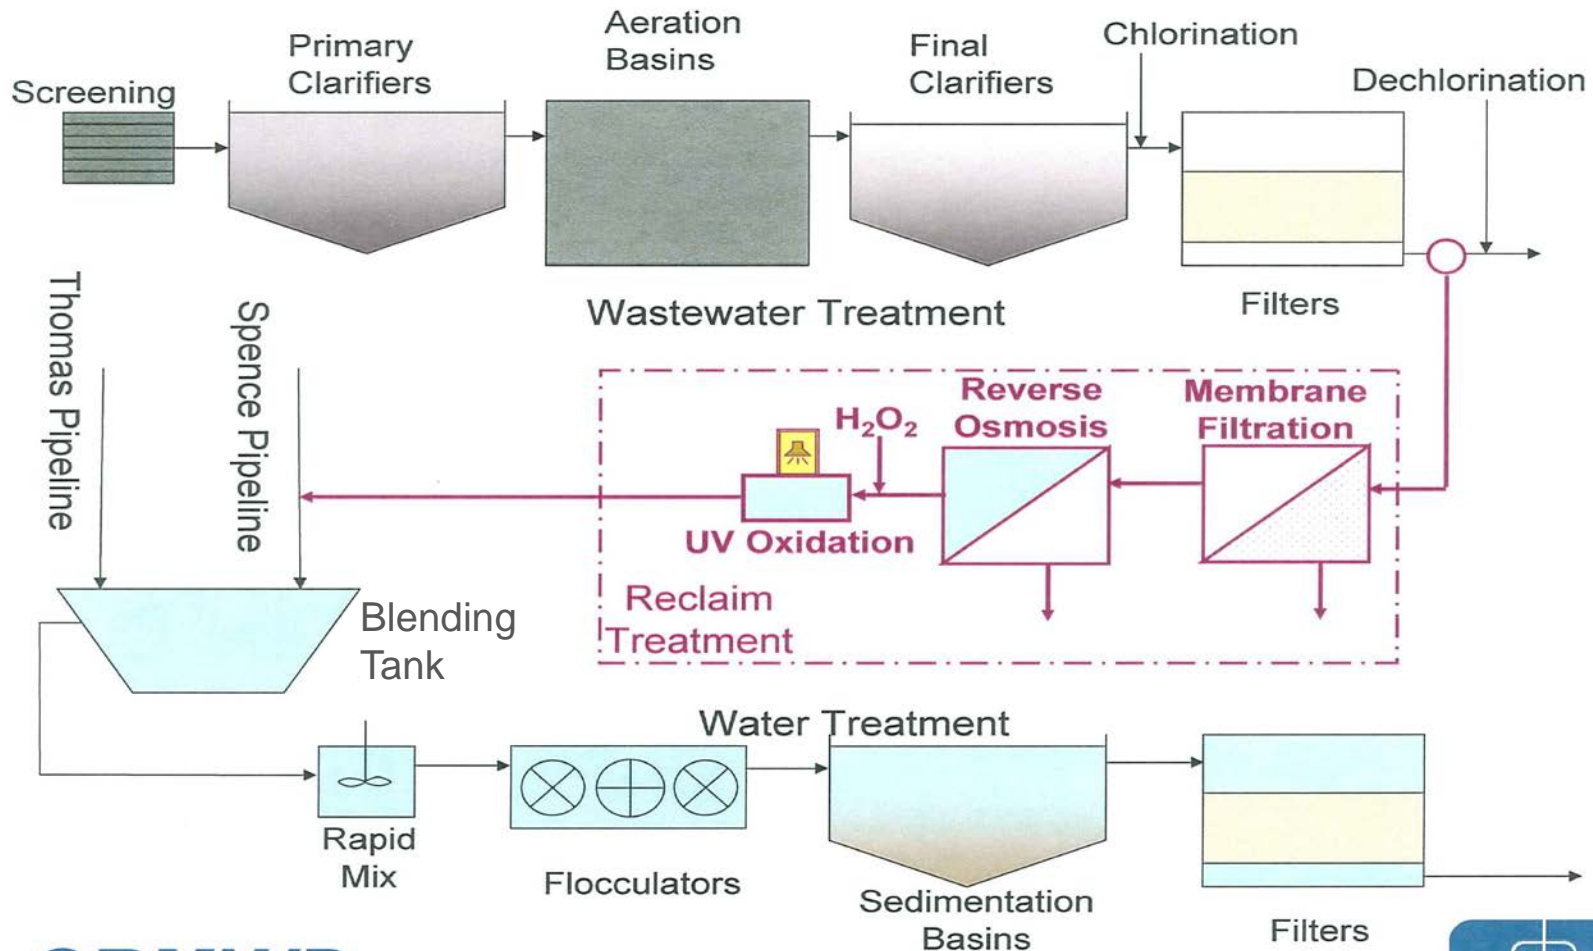 Screening
Primary
Clarifiers
Aeration
Basins
Final
Clarifiers
Chlorination
Dechlorination
Filters
Wastewater Treatment
Thomas Pipeline
Spence Pipeline
Reverse
Osmosis
Membrane
Filtration
H₂O₂
UV Oxidation
Reclaim
Treatment
Blending
Tank
Water Treatment
Rapid
Mix
Flocculators
Sedimentation
Basins
Filters